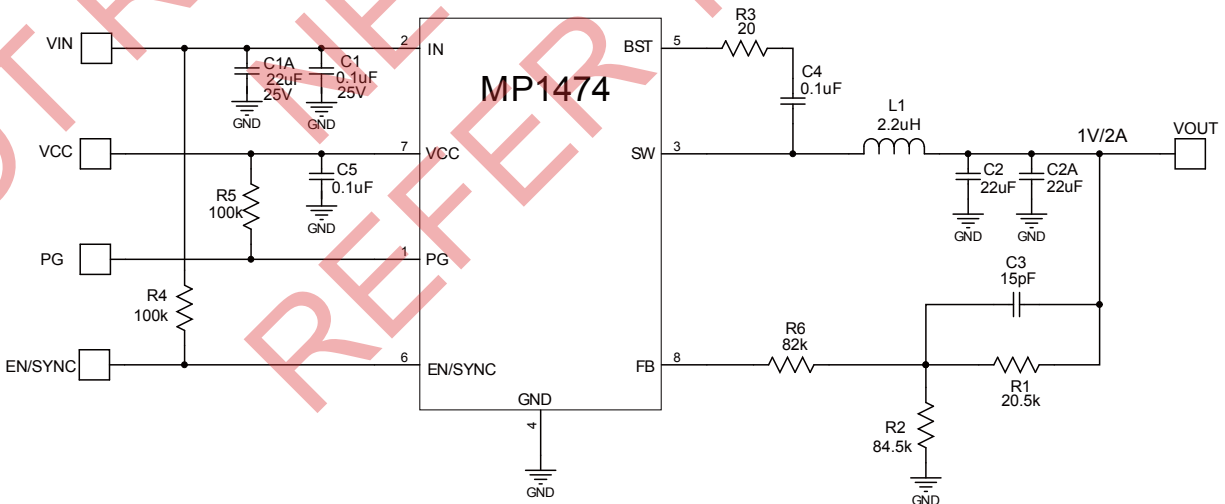 R3
20
VIN
2
IN
BST
5
C1A
22uF
25V
C1
0.1uF
25V
GND
GND
MP1474
C4
0.1uF
L1
2.2uH
1V/2A
VOUT
VCC
7
VCC
SW
3
C5
0.1uF
GND
R5
100k
C2
22uF
C2A
22uF
GND
GND
PG
1
PG
C3
15pF
R4
100k
R6
82k
EN/SYNC
6
EN/SYNC
FB
8
R1
20.5k
GND
4
GND
R2
84.5k
GND
REFER